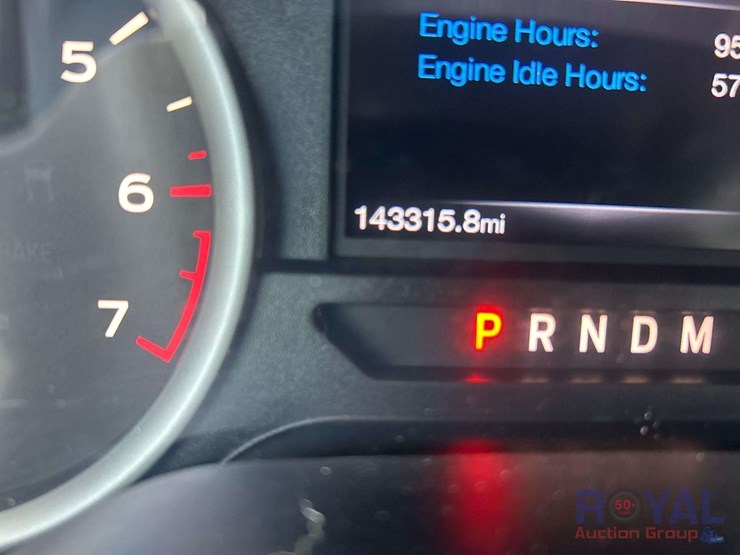 5
6
7
Engine Hours: 95
Engine Idle Hours: 57
143315.8mi
P R N D M
ROYAL
Auction Group